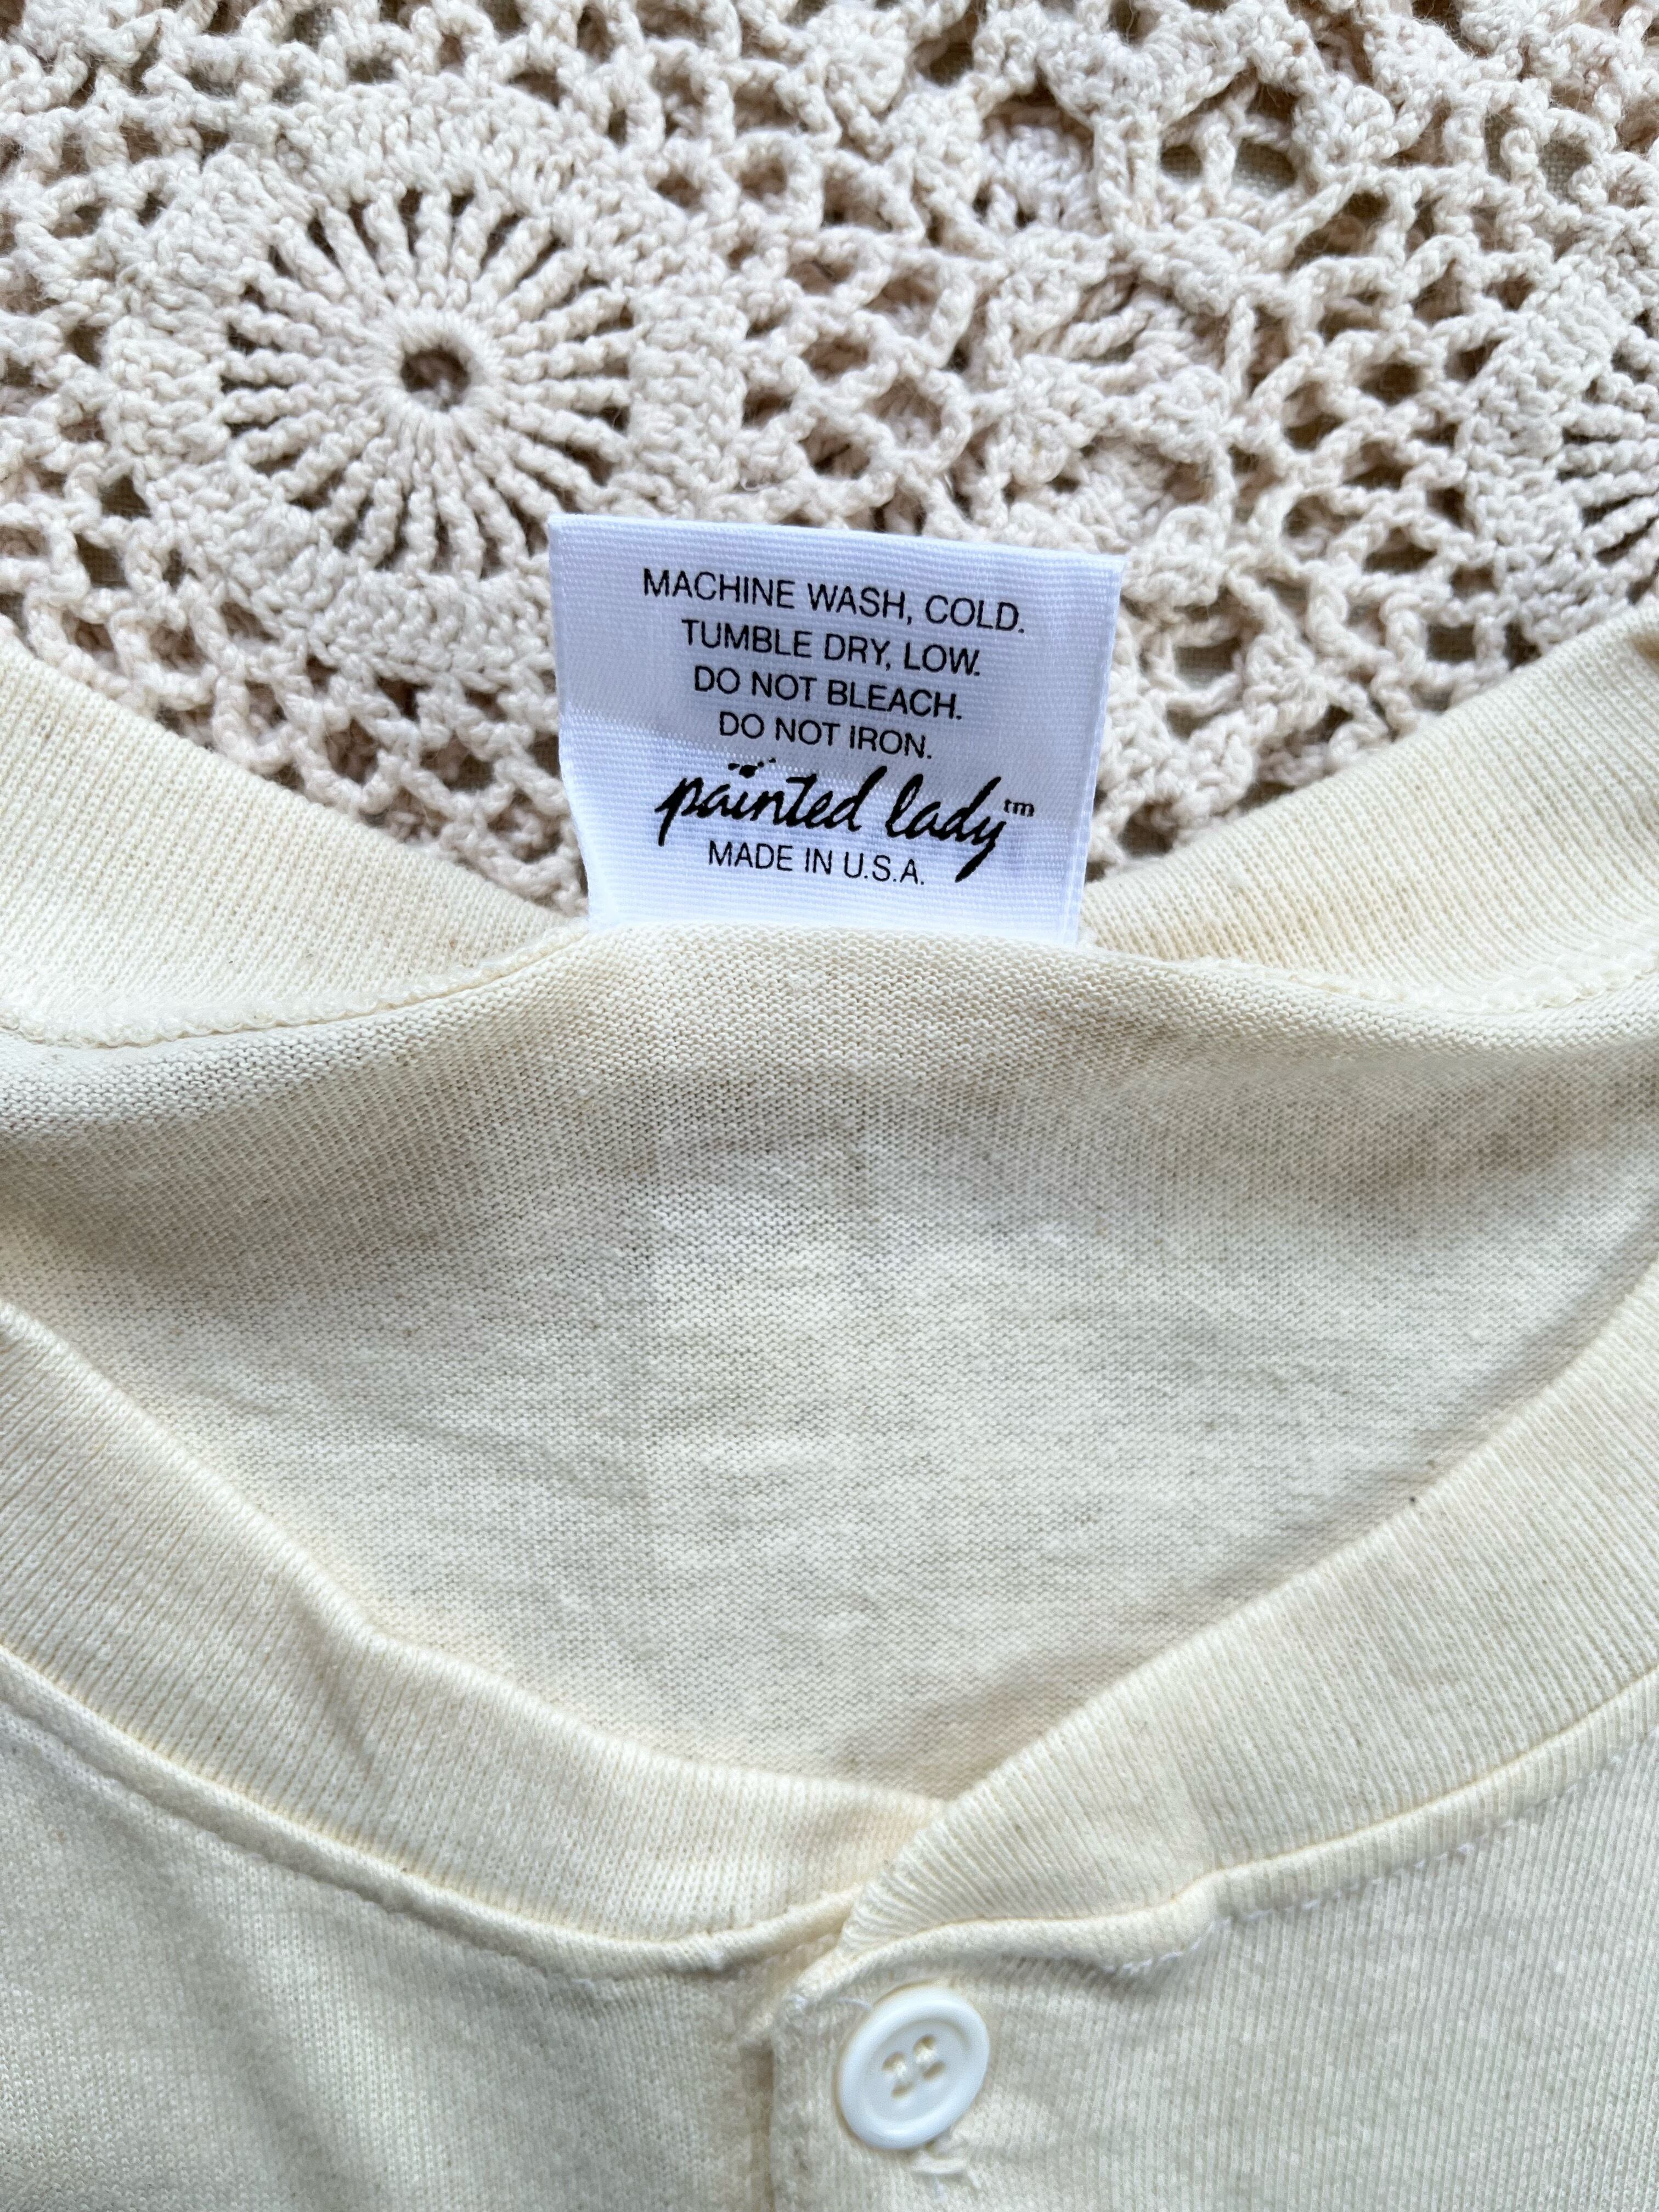 MACHINE WASH, COLD.
TUMBLE DRY, LOW.
DO NOT BLEACH.
DO NOT IRON.
painted lady™
MADE IN U.S.A.